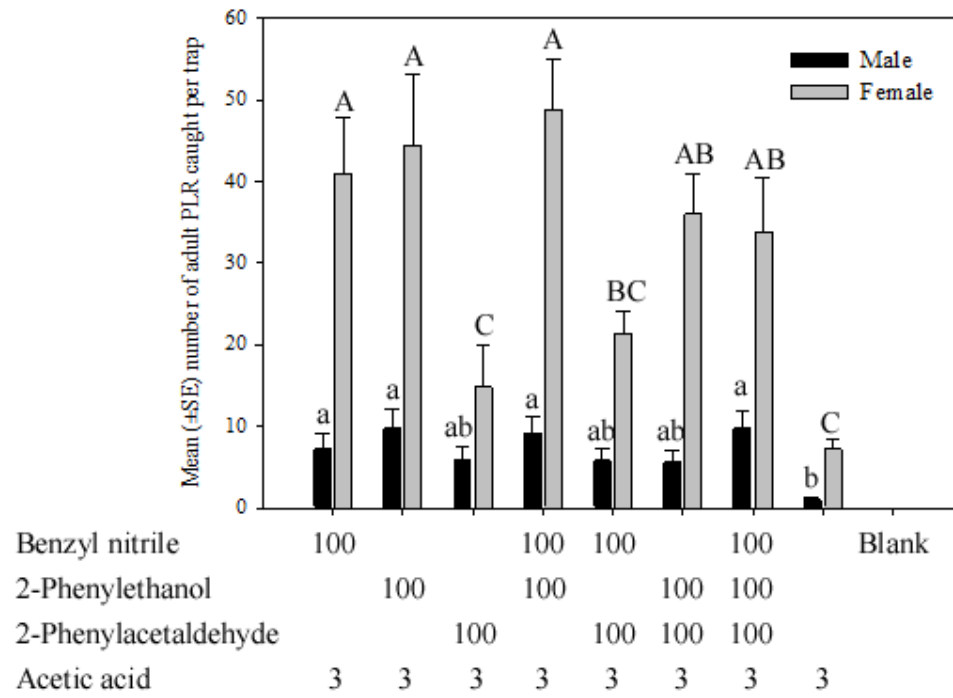 Mean (±SE) number of adult PLR caught per trap
60
50
40
30
20
10
0
Male
Female
A
A
C
A
BC
AB
AB
C
a
a
ab
a
ab
ab
a
b
Benzyl nitrile 100 100 100 100 Blank
2-Phenylethanol 100 100 100 100
2-Phenylacetaldehyde 100 100 100 100
Acetic acid 3 3 3 3 3 3 3 3